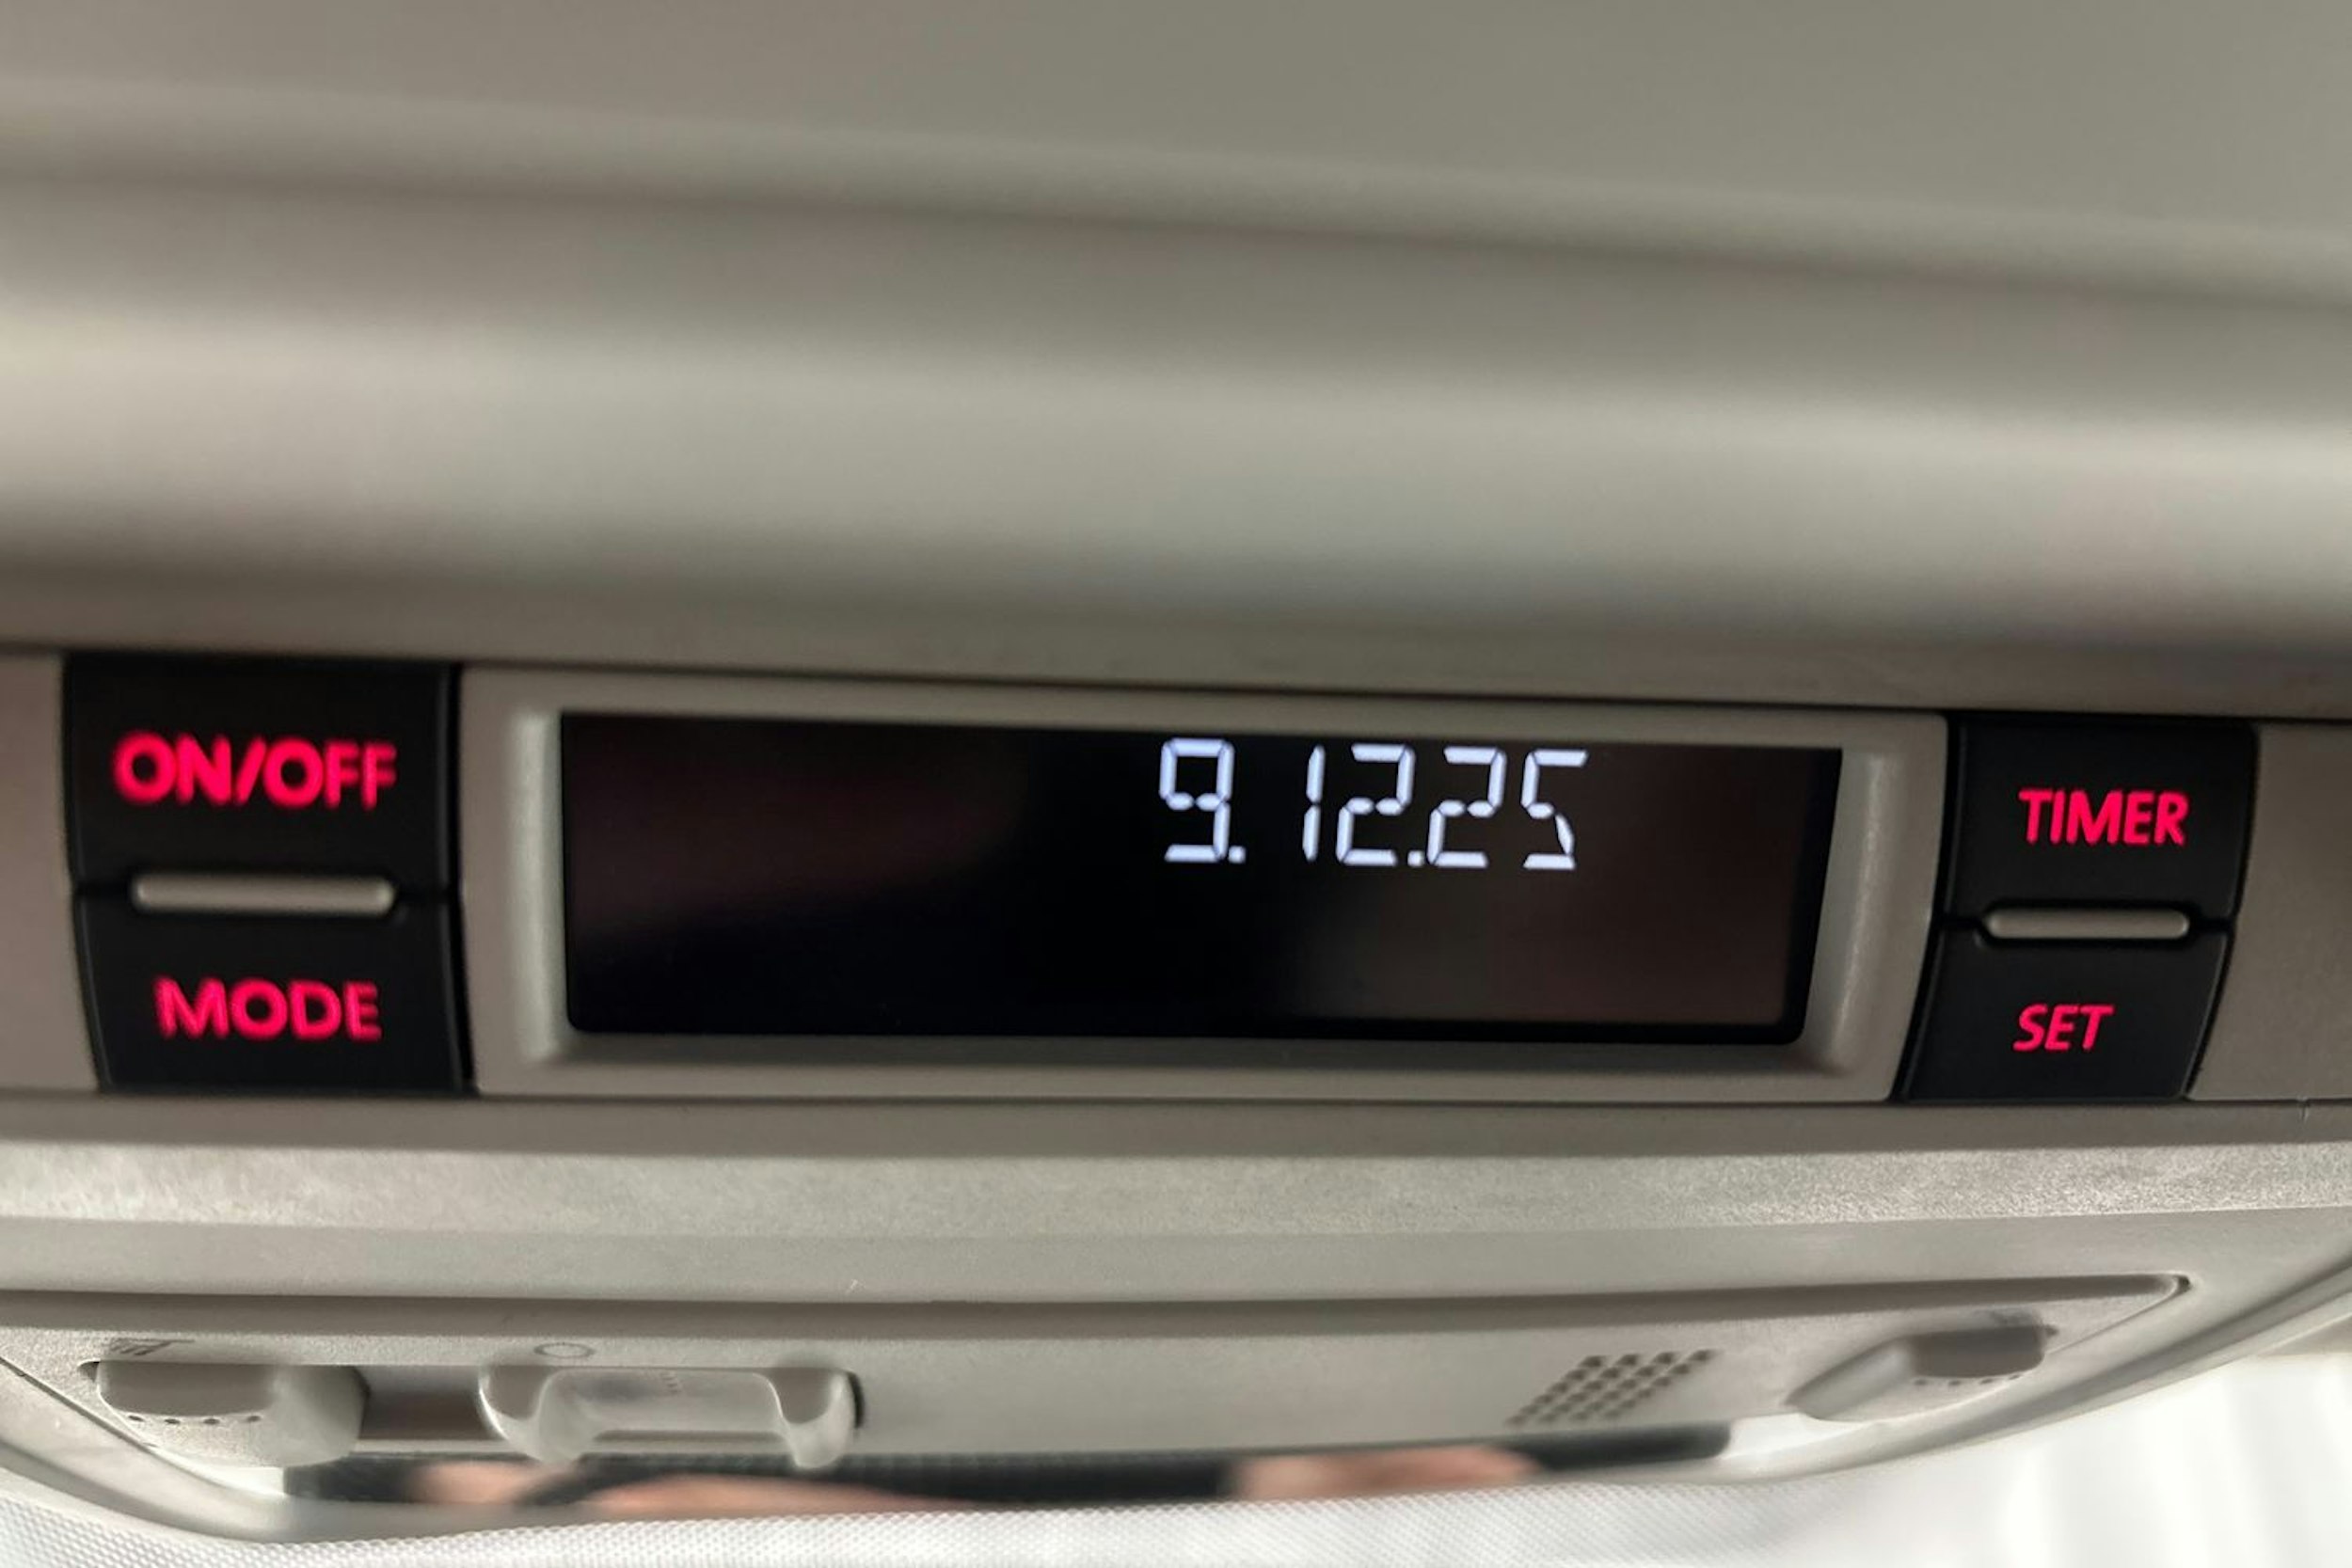 ON/OFF
9.12.25
TIMER
MODE
SET